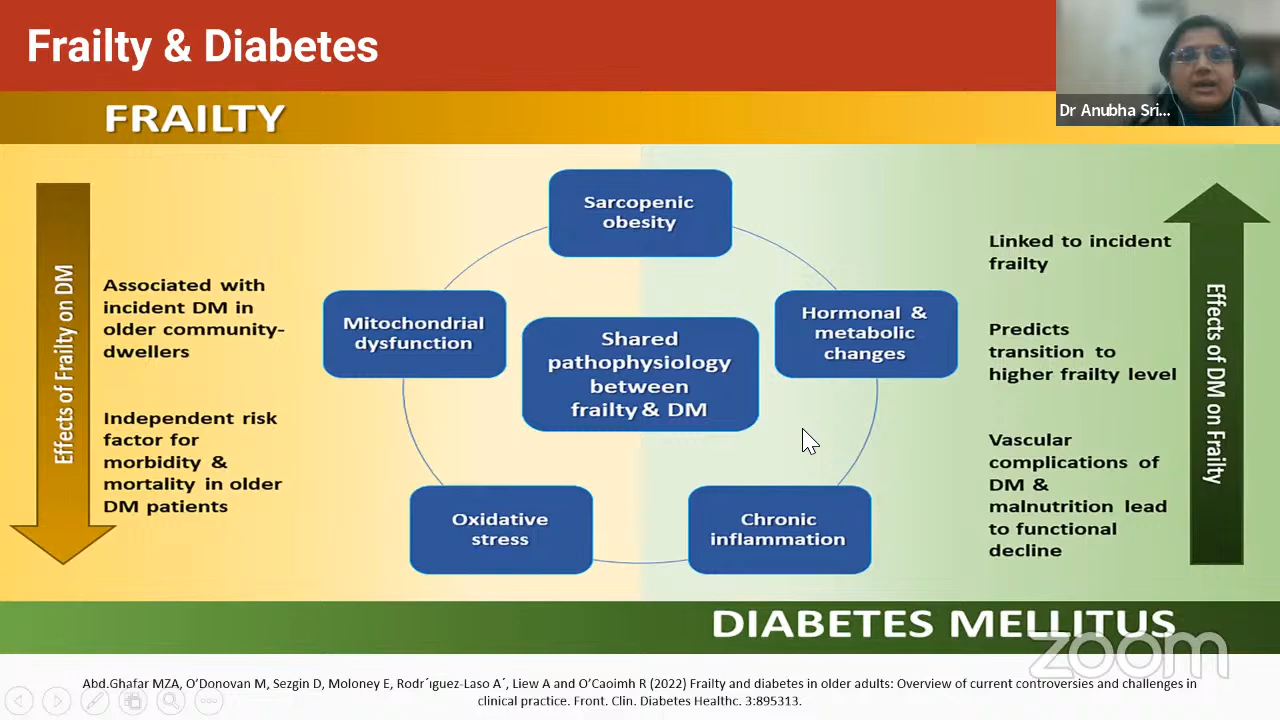 Frailty & Diabetes
Dr Anubha Sri...
FRAILTY
Effects of Frailty on DM
Associated with
incident DM in
older community-
dwellers
Independent risk
factor for
morbidity &
mortality in older
DM patients
Sarcopenic
obesity
Mitochondrial
dysfunction
Hormonal &
metabolic
changes
Shared
pathophysiology
between
frailty & DM
Oxidative
stress
Chronic
inflammation
Linked to incident
frailty
Predicts
transition to
higher frailty level
Vascular
complications of
DM &
malnutrition lead
to functional
decline
Effects of DM on Frailty
DIABETES MELLITUS
zoom
Abd.Ghafar MZA, O’Donovan M, Sezgin D, Moloney E, Rodr´ıguez-Laso A´, Liew A and O’Caoimh R (2022) Frailty and diabetes in older adults: Overview of current controversies and challenges in
clinical practice. Front. Clin. Diabetes Healthc. 3:895313.